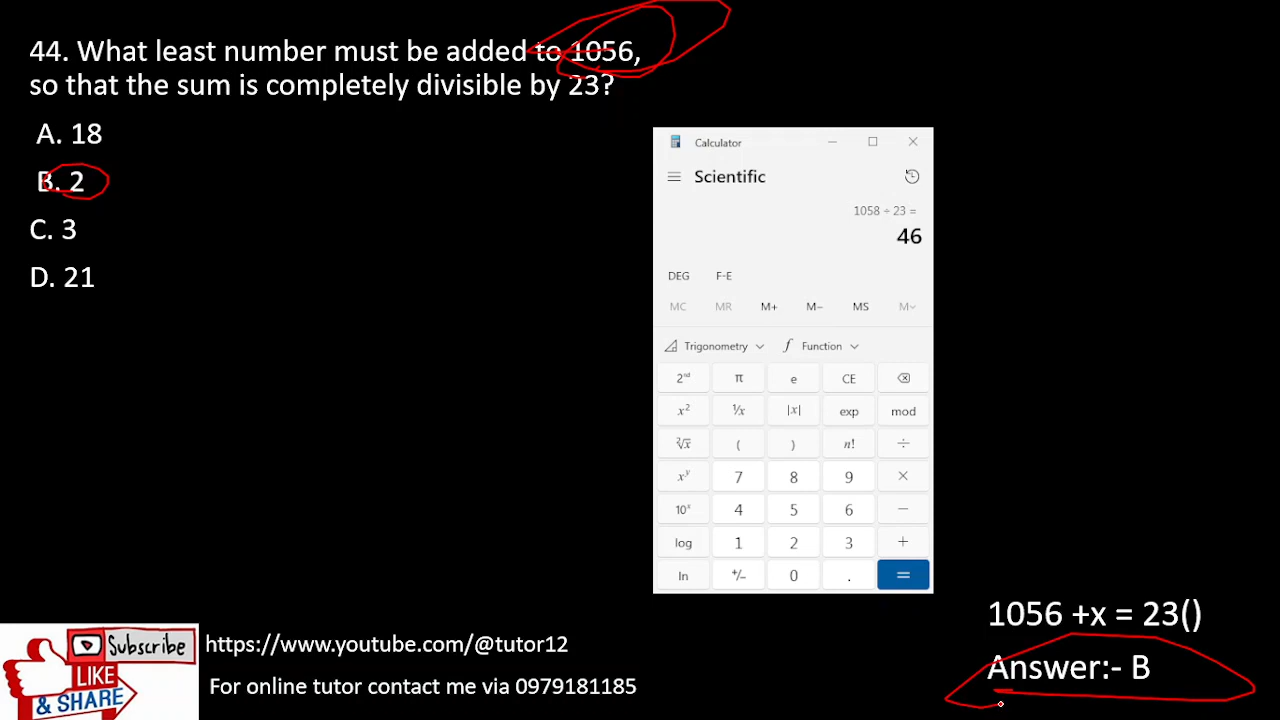 44. What least number must be added to 1056,
so that the sum is completely divisible by 23?
A. 18
B. 2
C. 3
D. 21
Calculator
Scientific
1058 ÷ 23 =
46
DEG F-E
MC MR M+ M− MS M
Trigonometry f Function
2nd π e CE
x² ¹/x |x| exp mod
²√x ( ) n! ÷
xʸ 7 8 9 ×
10ˣ 4 5 6 −
log 1 2 3 +
ln +/− 0 . =
1056 +x = 23()
Answer:- B
Subscribe
LIKE
& SHARE
https://www.youtube.com/@tutor12
For online tutor contact me via 0979181185